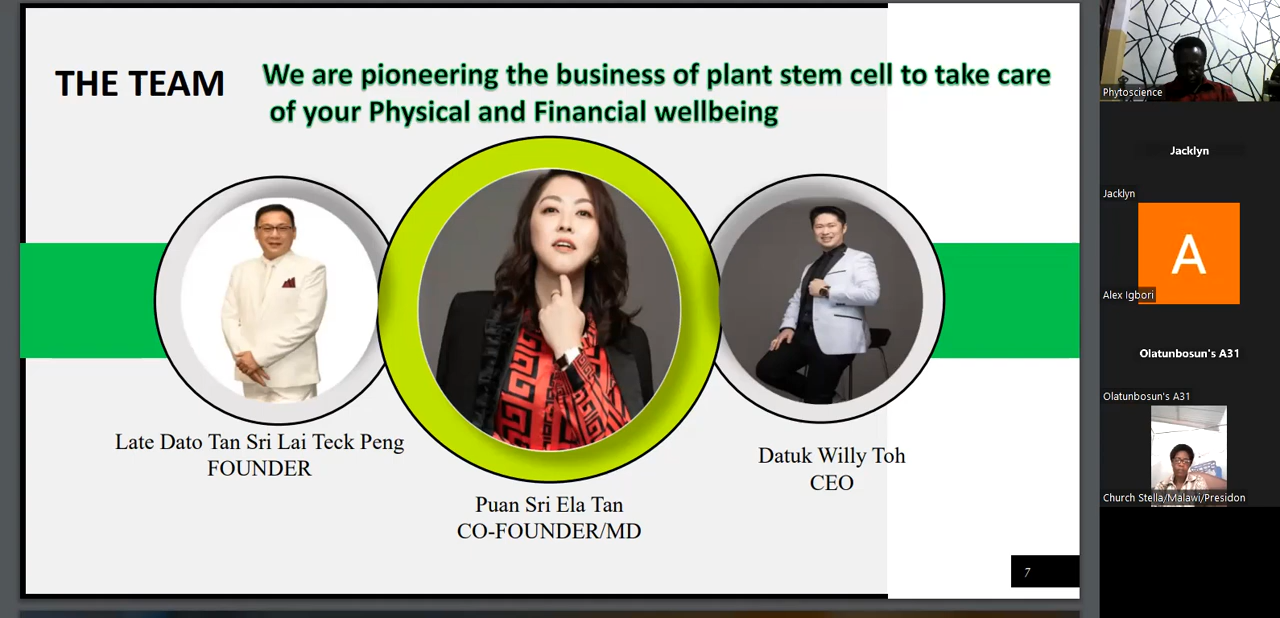 THE TEAM
We are pioneering the business of plant stem cell to take care
of your Physical and Financial wellbeing
Late Dato Tan Sri Lai Teck Peng
FOUNDER
Puan Sri Ela Tan
CO-FOUNDER/MD
Datuk Willy Toh
CEO
7
Phytoscience
Jacklyn
Jacklyn
A
Alex Igbori
Olatunbosun's A31
Olatunbosun's A31
Church Stella/Malawi/Presidon